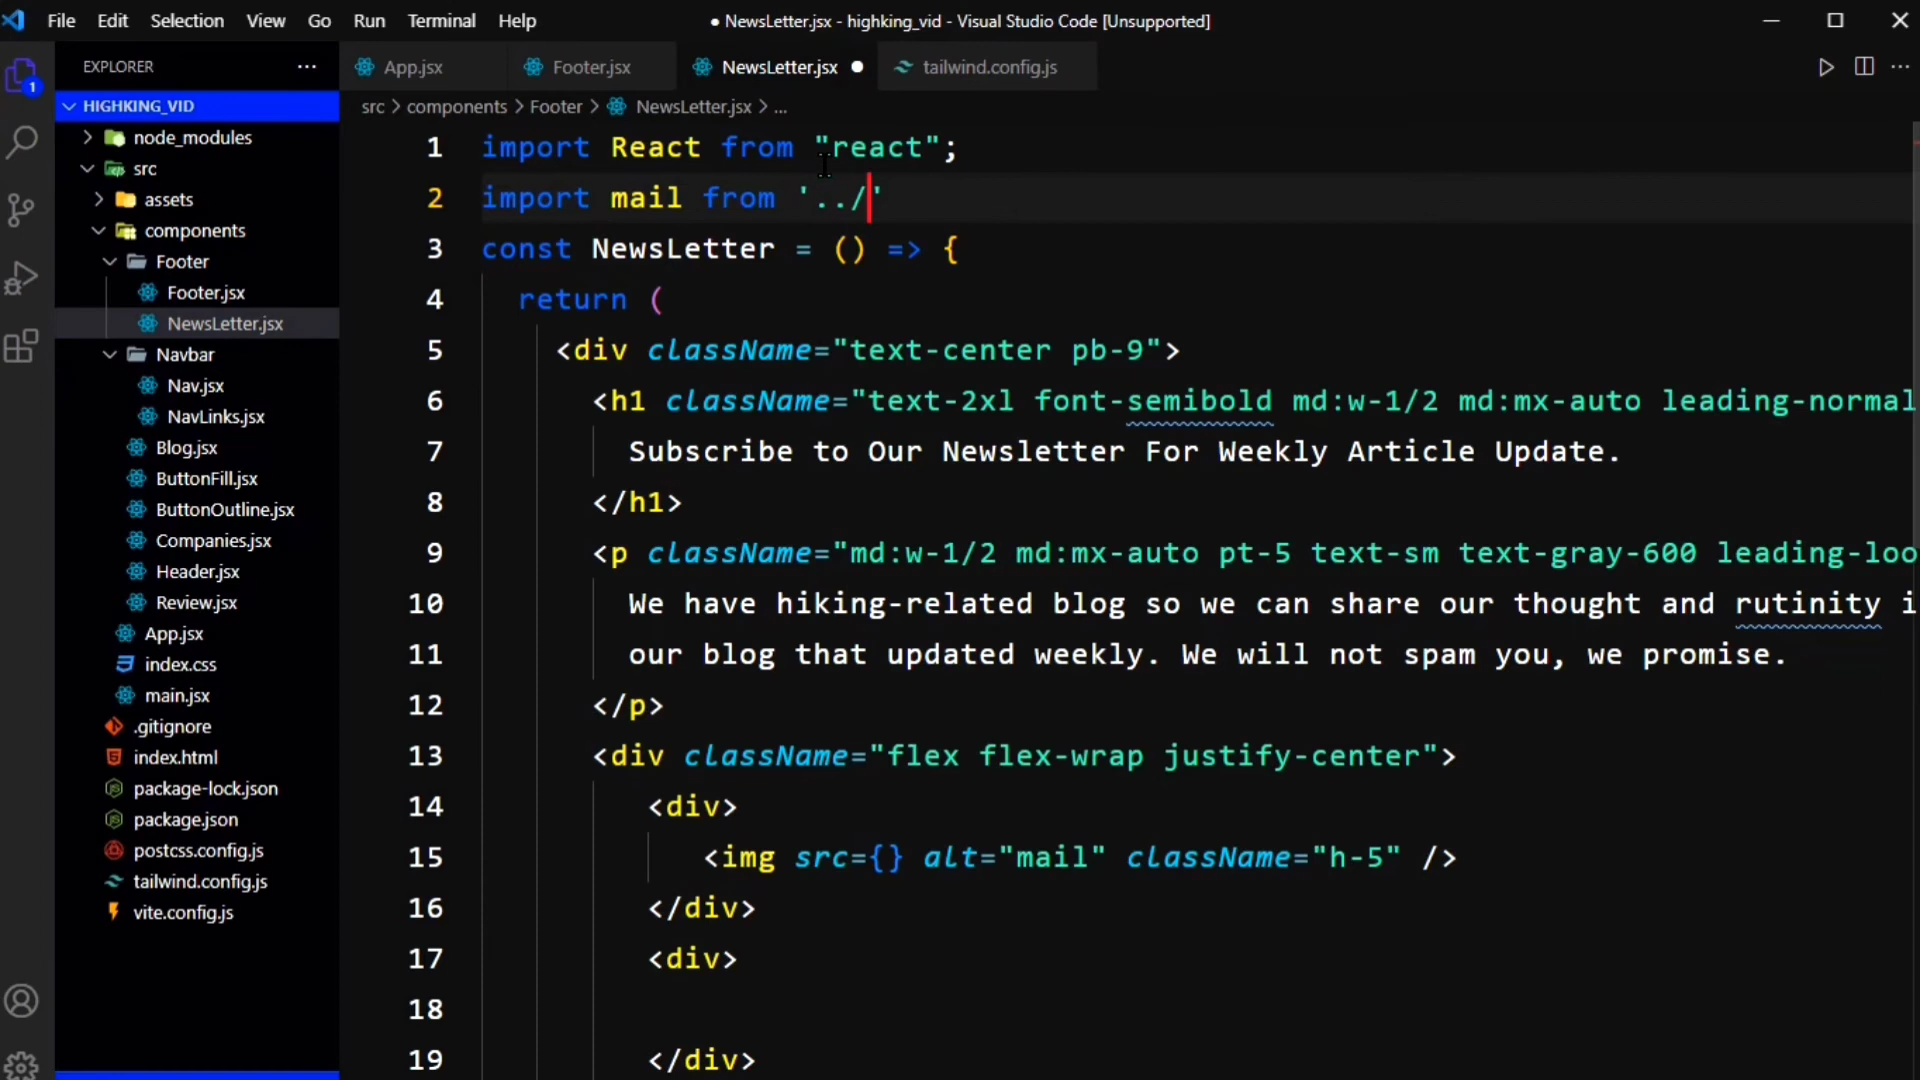 File Edit Selection View Go Run Terminal Help
● NewsLetter.jsx - highking_vid - Visual Studio Code [Unsupported]
EXPLORER ...
App.jsx
Footer.jsx
NewsLetter.jsx ●
tailwind.config.js
1
HIGHKING_VID
node_modules
src
assets
components
Footer
Footer.jsx
NewsLetter.jsx
Navbar
Nav.jsx
NavLinks.jsx
Blog.jsx
ButtonFill.jsx
ButtonOutline.jsx
Companies.jsx
Header.jsx
Review.jsx
App.jsx
index.css
main.jsx
.gitignore
index.html
package-lock.json
package.json
postcss.config.js
tailwind.config.js
vite.config.js
src > components > Footer > NewsLetter.jsx > ...
1 import React from "react";
2 import mail from '../'
3 const NewsLetter = () => {
4 return (
5 <div className="text-center pb-9">
6 <h1 className="text-2xl font-semibold md:w-1/2 md:mx-auto leading-normal
7 Subscribe to Our Newsletter For Weekly Article Update.
8 </h1>
9 <p className="md:w-1/2 md:mx-auto pt-5 text-sm text-gray-600 leading-loo
10 We have hiking-related blog so we can share our thought and rutinity i
11 our blog that updated weekly. We will not spam you, we promise.
12 </p>
13 <div className="flex flex-wrap justify-center">
14 <div>
15 <img src={} alt="mail" className="h-5" />
16 </div>
17 <div>
18
19 </div>